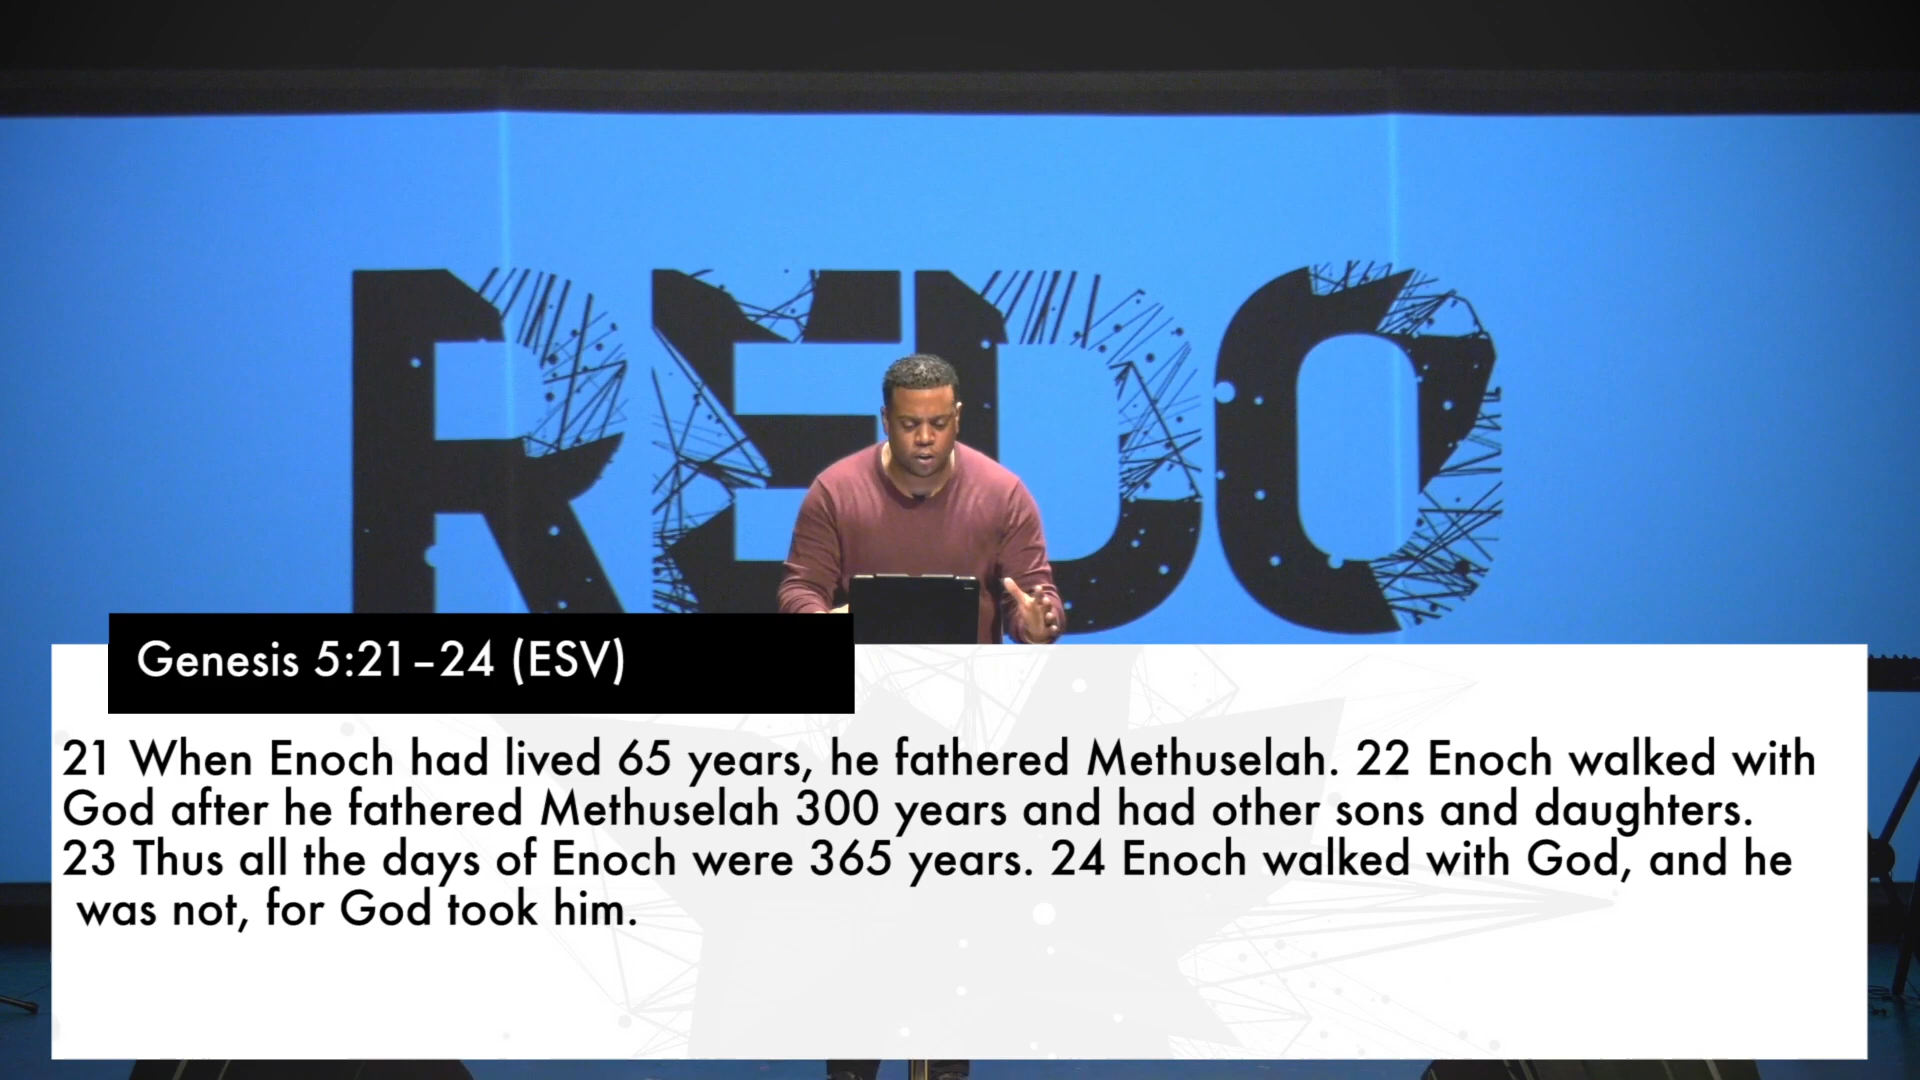 REDO
Genesis 5:21–24 (ESV)
21 When Enoch had lived 65 years, he fathered Methuselah. 22 Enoch walked with
God after he fathered Methuselah 300 years and had other sons and daughters.
23 Thus all the days of Enoch were 365 years. 24 Enoch walked with God, and he
was not, for God took him.